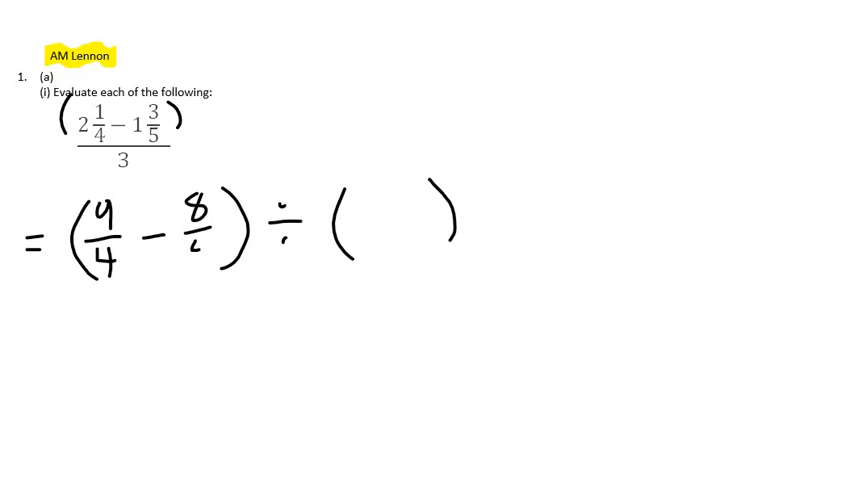 AM Lennon
1. (a)
(i) Evaluate each of the following:
(2 1/4 − 1 3/5)
3
= (9/4 − 8/) ÷ ( )